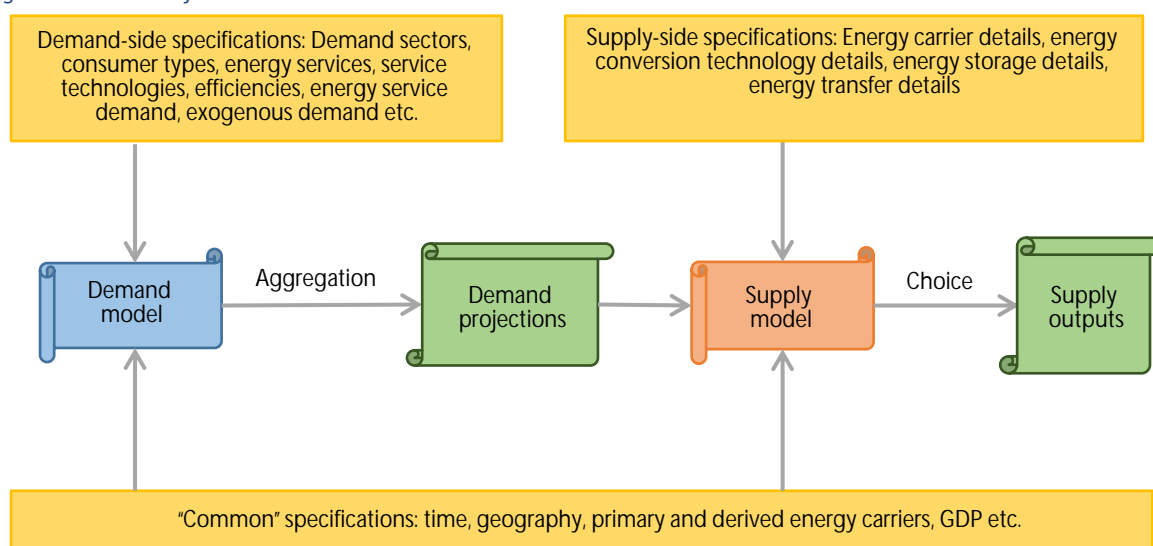 Demand-side specifications: Demand sectors,
consumer types, energy services, service
technologies, efficiencies, energy service
demand, exogenous demand etc.
Supply-side specifications: Energy carrier details, energy
conversion technology details, energy storage details,
energy transfer details
Demand
model
Aggregation
Demand
projections
Supply
model
Choice
Supply
outputs
"Common" specifications: time, geography, primary and derived energy carriers, GDP etc.